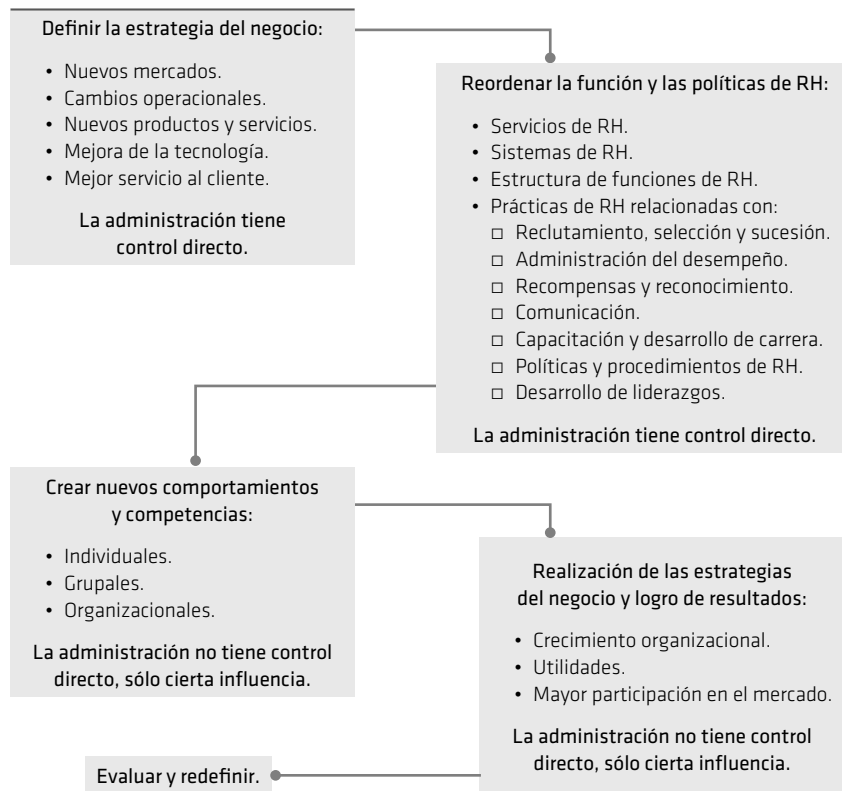 Definir la estrategia del negocio:
• Nuevos mercados.
• Cambios operacionales.
• Nuevos productos y servicios.
• Mejora de la tecnología.
• Mejor servicio al cliente.
La administración tiene
control directo.
Reordenar la función y las políticas de RH:
• Servicios de RH.
• Sistemas de RH.
• Estructura de funciones de RH.
• Prácticas de RH relacionadas con:
□ Reclutamiento, selección y sucesión.
□ Administración del desempeño.
□ Recompensas y reconocimiento.
□ Comunicación.
□ Capacitación y desarrollo de carrera.
□ Políticas y procedimientos de RH.
□ Desarrollo de liderazgos.
La administración tiene control directo.
Crear nuevos comportamientos
y competencias:
• Individuales.
• Grupales.
• Organizacionales.
La administración no tiene control
directo, sólo cierta influencia.
Realización de las estrategias
del negocio y logro de resultados:
• Crecimiento organizacional.
• Utilidades.
• Mayor participación en el mercado.
La administración no tiene control
directo, sólo cierta influencia.
Evaluar y redefinir.